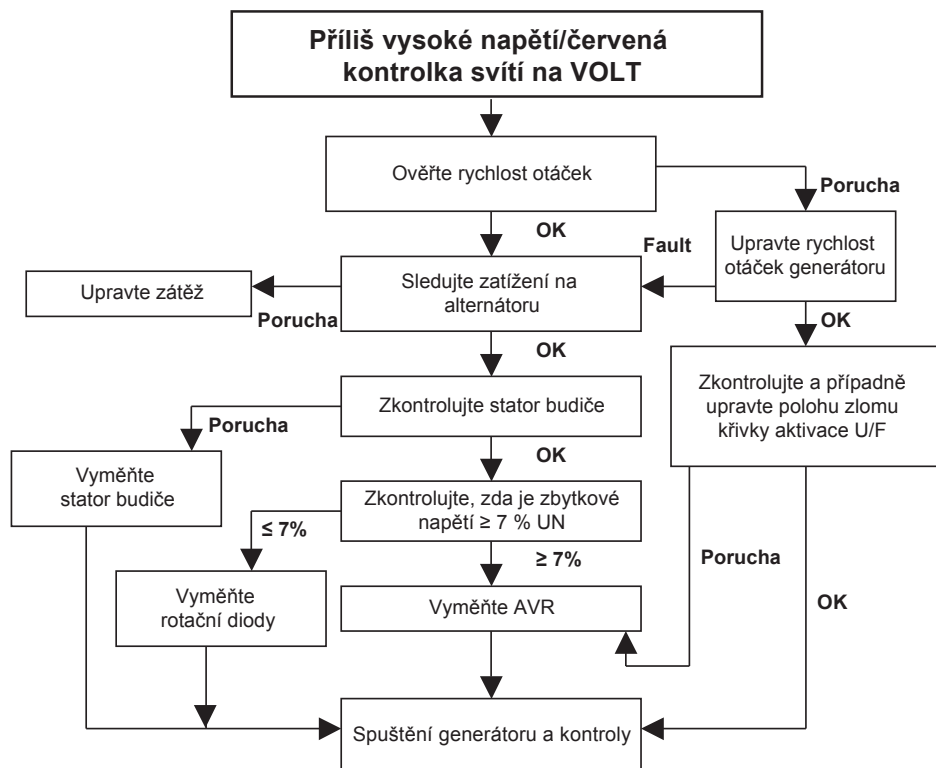 Příliš vysoké napětí/červená
kontrolka svítí na VOLT
Ověřte rychlost otáček
Porucha
OK
Fault
Upravte rychlost
otáček generátoru
Sledujte zatížení na
alternátoru
Upravte zátěž
Porucha
OK
OK
Zkontrolujte stator budiče
Zkontrolujte a případně
upravte polohu zlomu
křivky aktivace U/F
Porucha
OK
Vyměňte
stator budiče
Zkontrolujte, zda je zbytkové
napětí ≥ 7 % UN
≤ 7%
≥ 7%
Porucha
OK
Vyměňte
rotační diody
Vyměňte AVR
Spuštění generátoru a kontroly